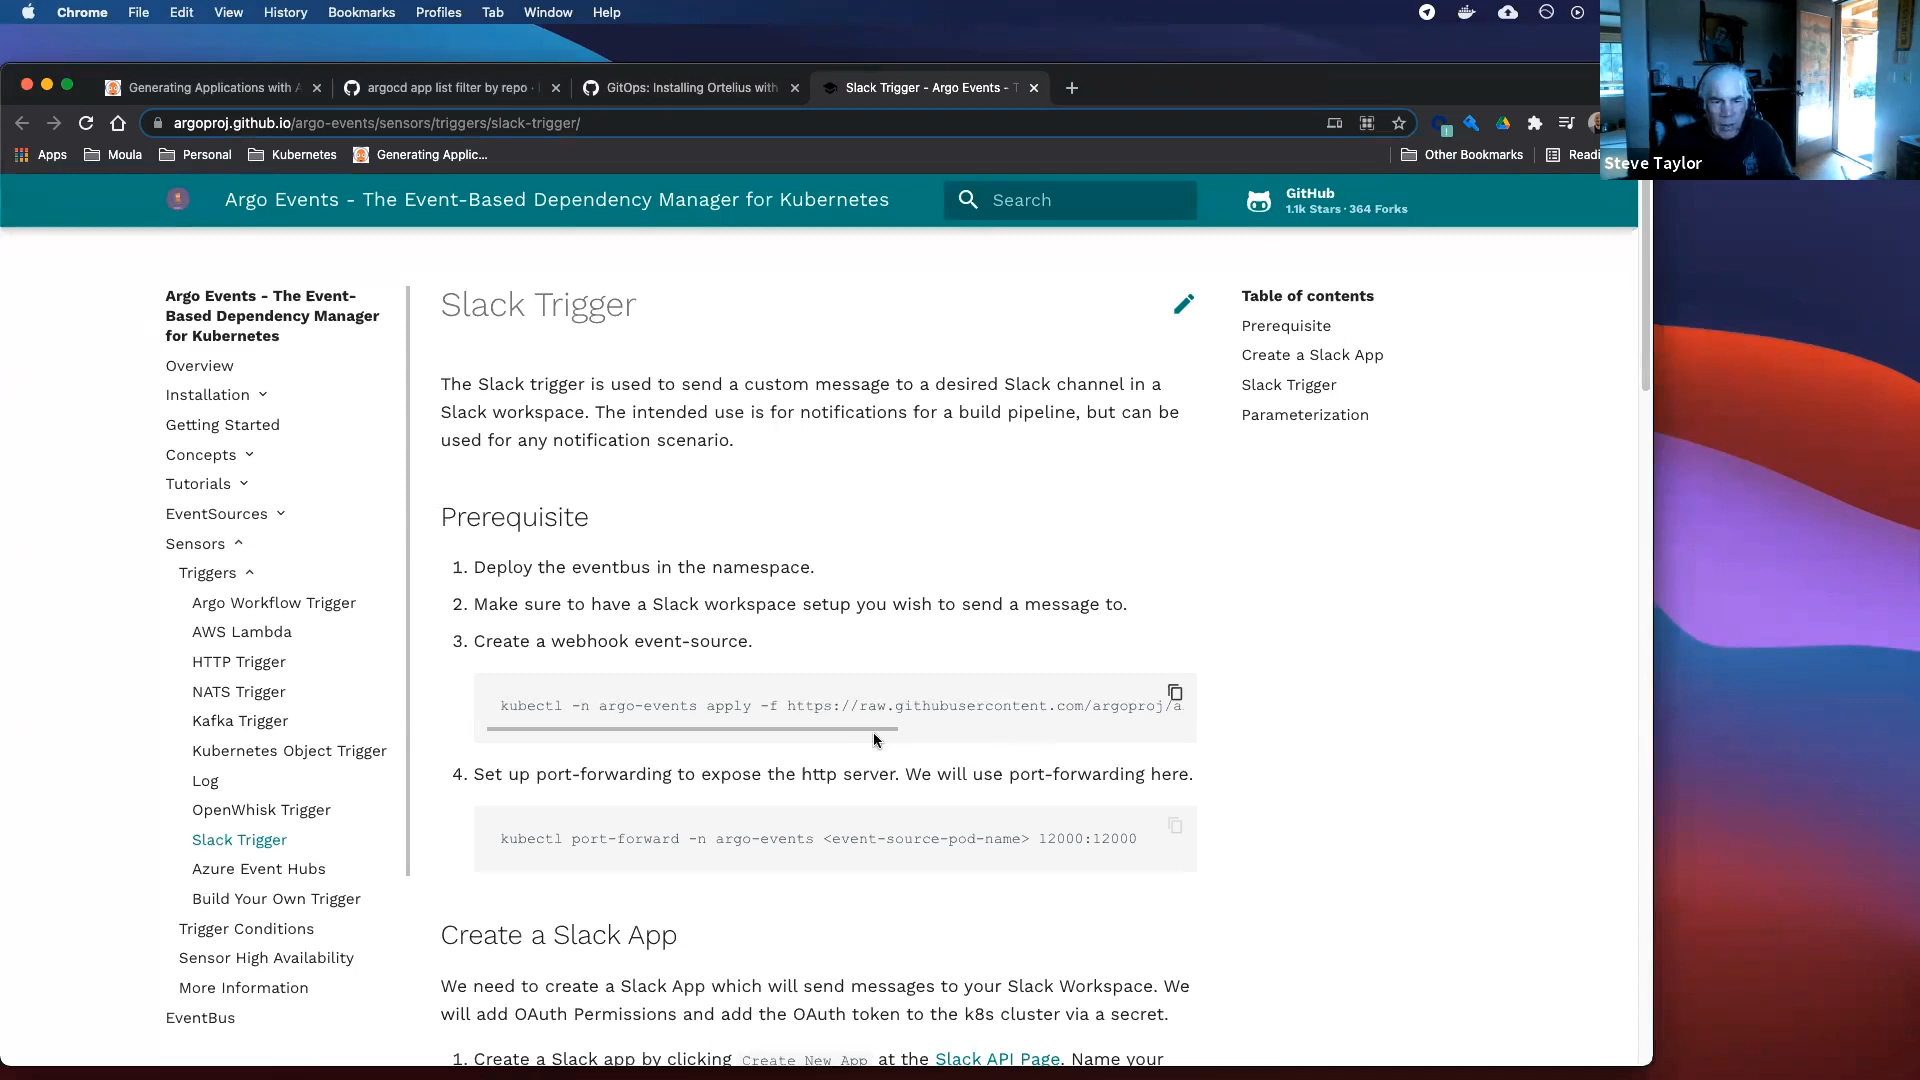 Chrome File Edit View History Bookmarks Profiles Tab Window Help
Generating Applications with A
argocd app list filter by repo ·
GitOps: Installing Ortelius with
Slack Trigger - Argo Events - T
argoproj.github.io/argo-events/sensors/triggers/slack-trigger/
Apps Moula Personal Kubernetes Generating Applic... Other Bookmarks Readi
Steve Taylor
Argo Events - The Event-Based Dependency Manager for Kubernetes
Search
GitHub
1.1k Stars · 364 Forks
Argo Events - The Event-
Based Dependency Manager
for Kubernetes
Overview
Installation
Getting Started
Concepts
Tutorials
EventSources
Sensors
Triggers
Argo Workflow Trigger
AWS Lambda
HTTP Trigger
NATS Trigger
Kafka Trigger
Kubernetes Object Trigger
Log
OpenWhisk Trigger
Slack Trigger
Azure Event Hubs
Build Your Own Trigger
Trigger Conditions
Sensor High Availability
More Information
EventBus
Slack Trigger
The Slack trigger is used to send a custom message to a desired Slack channel in a
Slack workspace. The intended use is for notifications for a build pipeline, but can be
used for any notification scenario.
Prerequisite
1. Deploy the eventbus in the namespace.
2. Make sure to have a Slack workspace setup you wish to send a message to.
3. Create a webhook event-source.
kubectl -n argo-events apply -f https://raw.githubusercontent.com/argoproj/a
4. Set up port-forwarding to expose the http server. We will use port-forwarding here.
kubectl port-forward -n argo-events <event-source-pod-name> 12000:12000
Create a Slack App
We need to create a Slack App which will send messages to your Slack Workspace. We
will add OAuth Permissions and add the OAuth token to the k8s cluster via a secret.
1. Create a Slack app by clicking Create New App at the Slack API Page. Name your
Table of contents
Prerequisite
Create a Slack App
Slack Trigger
Parameterization